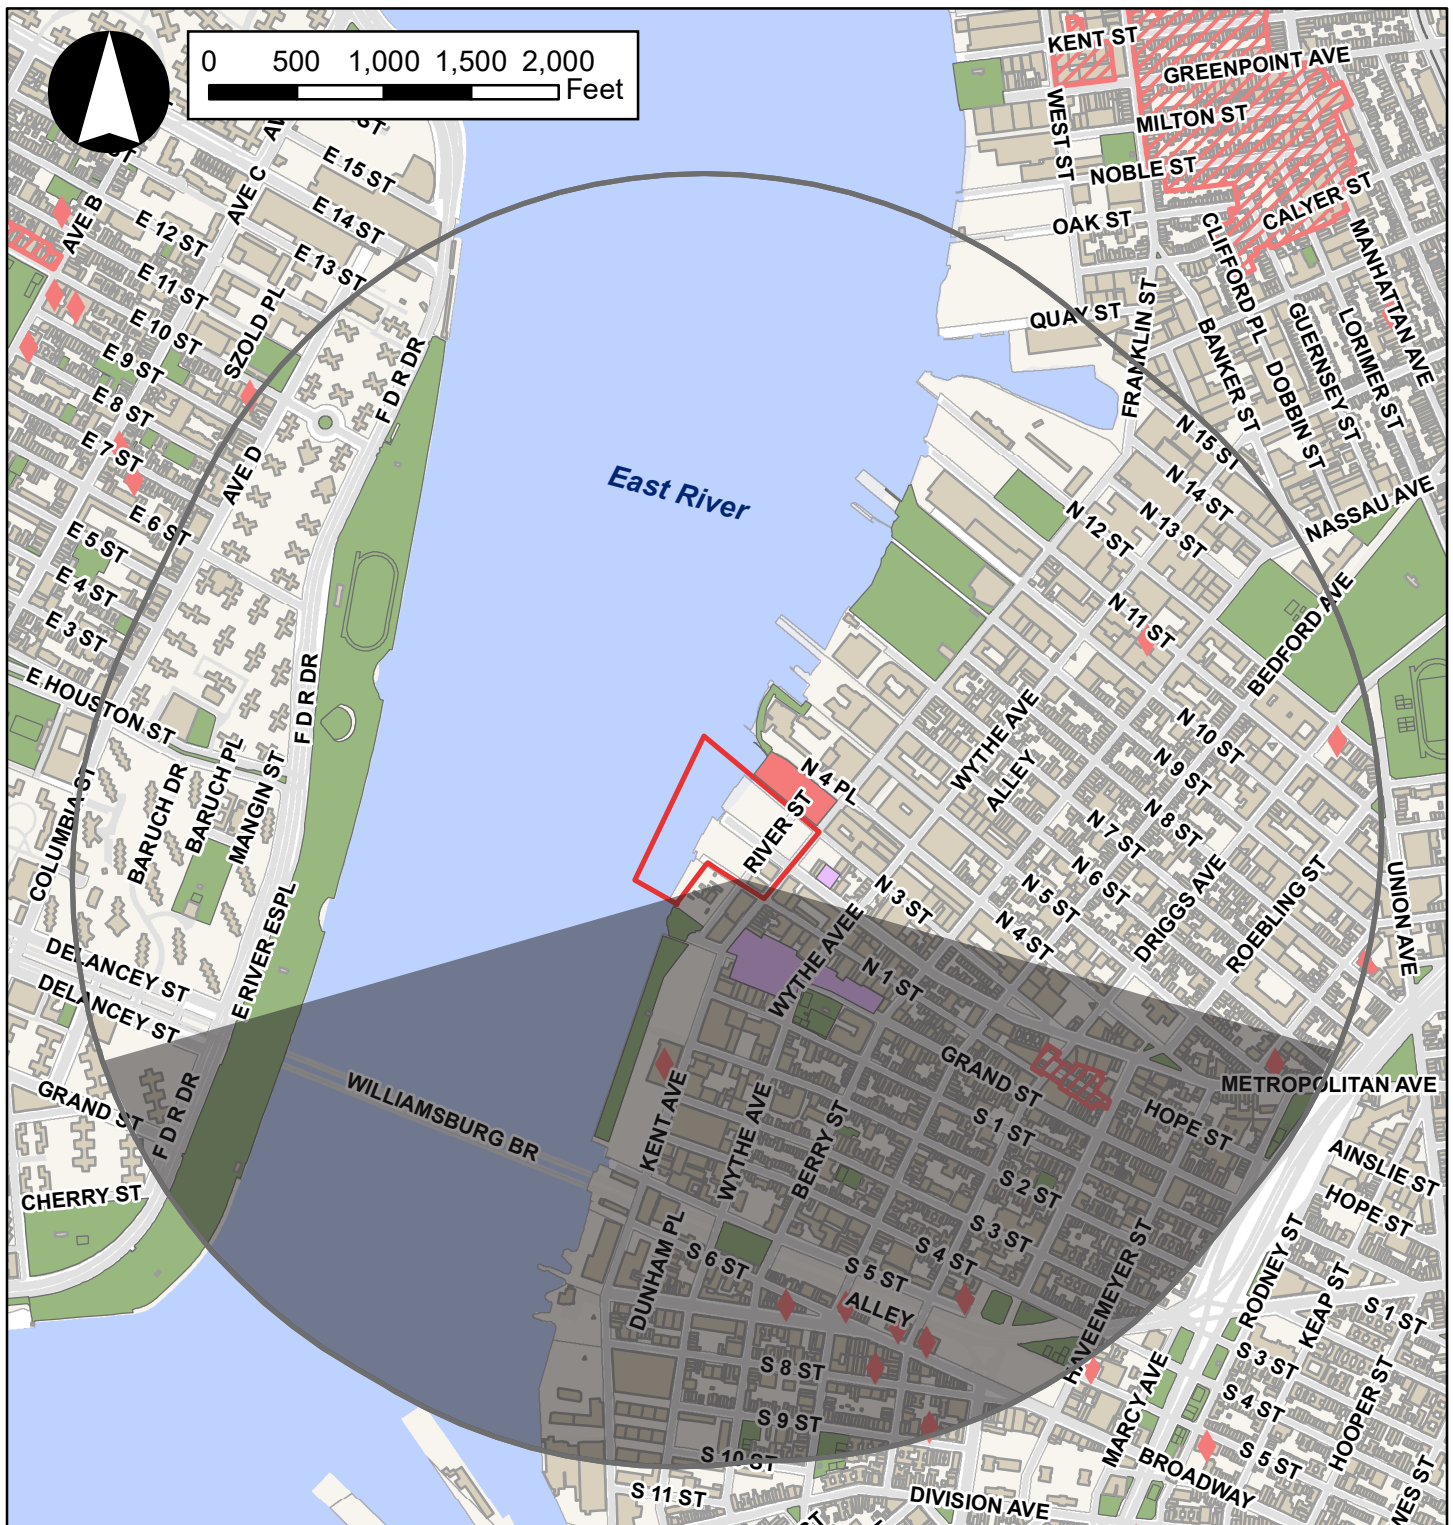 0 500 1,000 1,500 2,000
Feet
KENT ST
GREENPOINT AVE
WEST ST
MILTON ST
NOBLE ST
CALYER ST
OAK ST
CLIFFORD PL
MANHATTAN AVE
QUAY ST
FRANKLIN ST
BANKER ST
GUERNSEY ST
LORIMER ST
DOBBIN ST
E 15 ST
AVE C
E 14 ST
AVE B
E 12 ST
E 13 ST
E 11 ST
SZOLD PL
E 10 ST
E 9 ST
F D R DR
E 8 ST
E 7 ST
AVE D
E 6 ST
E 5 ST
E 4 ST
E 3 ST
East River
N 15 ST
N 14 ST
NASSAU AVE
N 13 ST
N 12 ST
N 11 ST
BEDFORD AVE
E HOUSTON ST
F D R DR
BARUCH PL
MANGIN ST
BARUCH DR
COLUMBIA ST
WYTHE AVE
ALLEY
N 10 ST
N 9 ST
N 8 ST
N 7 ST
N 6 ST
N 5 ST
N 4 ST
N 4 PL
RIVER ST
N 3 ST
DRIGGS AVE
ROEBLING ST
UNION AVE
E RIVER ESPL
DELANCEY ST
DELANCEY ST
WYTHE AVEE
N 1 ST
GRAND ST
METROPOLITAN AVE
HOPE ST
GRAND ST
F D R DR
CHERRY ST
WILLIAMSBURG BR
KENT AVE
WYTHE AVE
BERRY ST
S 1 ST
S 2 ST
S 3 ST
S 4 ST
S 5 ST
S 6 ST
ALLEY
DUNHAM PL
S 8 ST
S 9 ST
S 10 ST
S 11 ST
HAVEEMEYER ST
AINSLIE ST
HOPE ST
RODNEY ST
KEAP ST
S 1 ST
S 3 ST
S 4 ST
S 5 ST
HOOPER ST
MARCY AVE
BROADWAY
DIVISION AVE